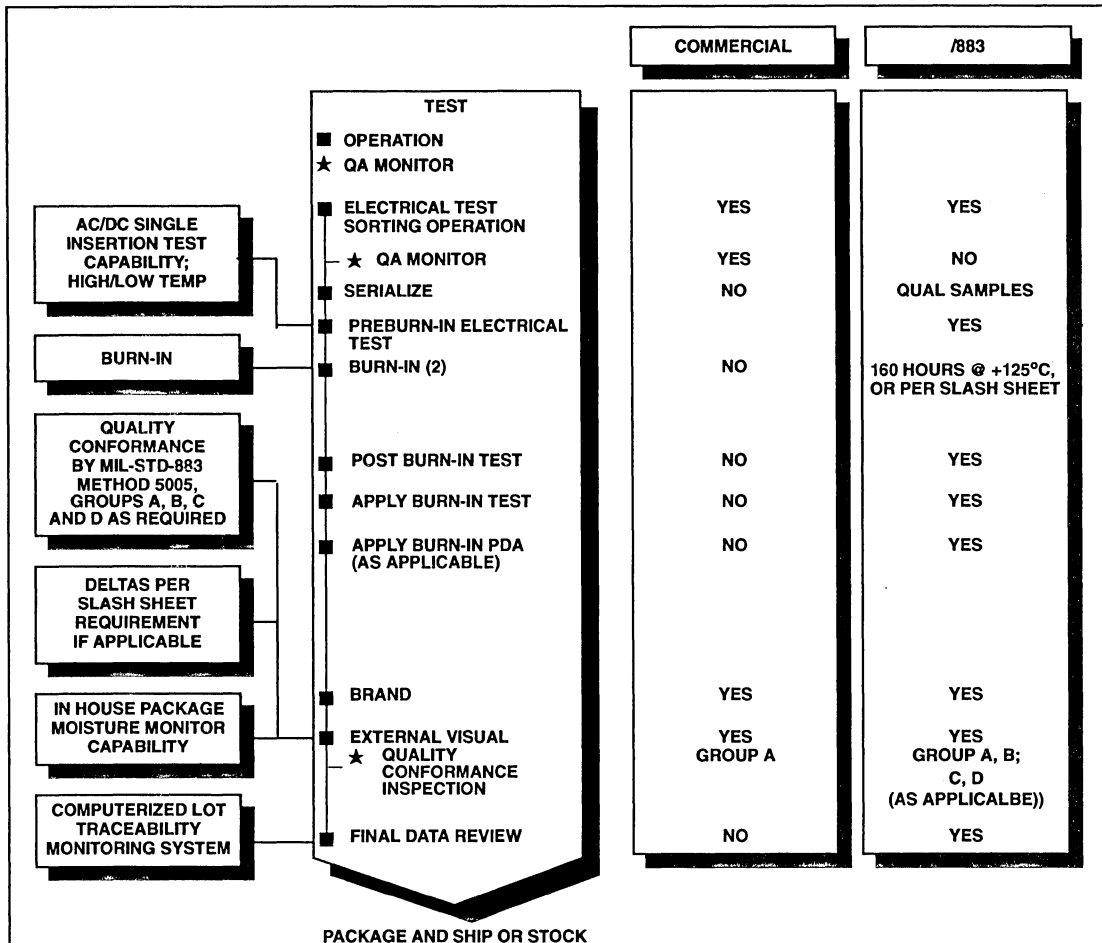 COMMERCIAL
/883
TEST
■ OPERATION
★ QA MONITOR
AC/DC SINGLE
INSERTION TEST
CAPABILITY;
HIGH/LOW TEMP
BURN-IN
QUALITY
CONFORMANCE
BY MIL-STD-883
METHOD 5005,
GROUPS A, B, C
AND D AS REQUIRED
DELTAS PER
SLASH SHEET
REQUIREMENT
IF APPLICABLE
IN HOUSE PACKAGE
MOISTURE MONITOR
CAPABILITY
COMPUTERIZED LOT
TRACEABILITY
MONITORING SYSTEM
■ ELECTRICAL TEST
SORTING OPERATION
YES
YES
★ QA MONITOR
YES
NO
■ SERIALIZE
NO
QUAL SAMPLES
■ PREBURN-IN ELECTRICAL
TEST
YES
■ BURN-IN (2)
NO
160 HOURS @ +125°C,
OR PER SLASH SHEET
■ POST BURN-IN TEST
NO
YES
■ APPLY BURN-IN TEST
NO
YES
■ APPLY BURN-IN PDA
(AS APPLICABLE)
NO
YES
■ BRAND
YES
YES
■ EXTERNAL VISUAL
YES
YES
★ QUALITY
CONFORMANCE
INSPECTION
GROUP A
GROUP A, B;
C, D
(AS APPLICALBE))
■ FINAL DATA REVIEW
NO
YES
PACKAGE AND SHIP OR STOCK